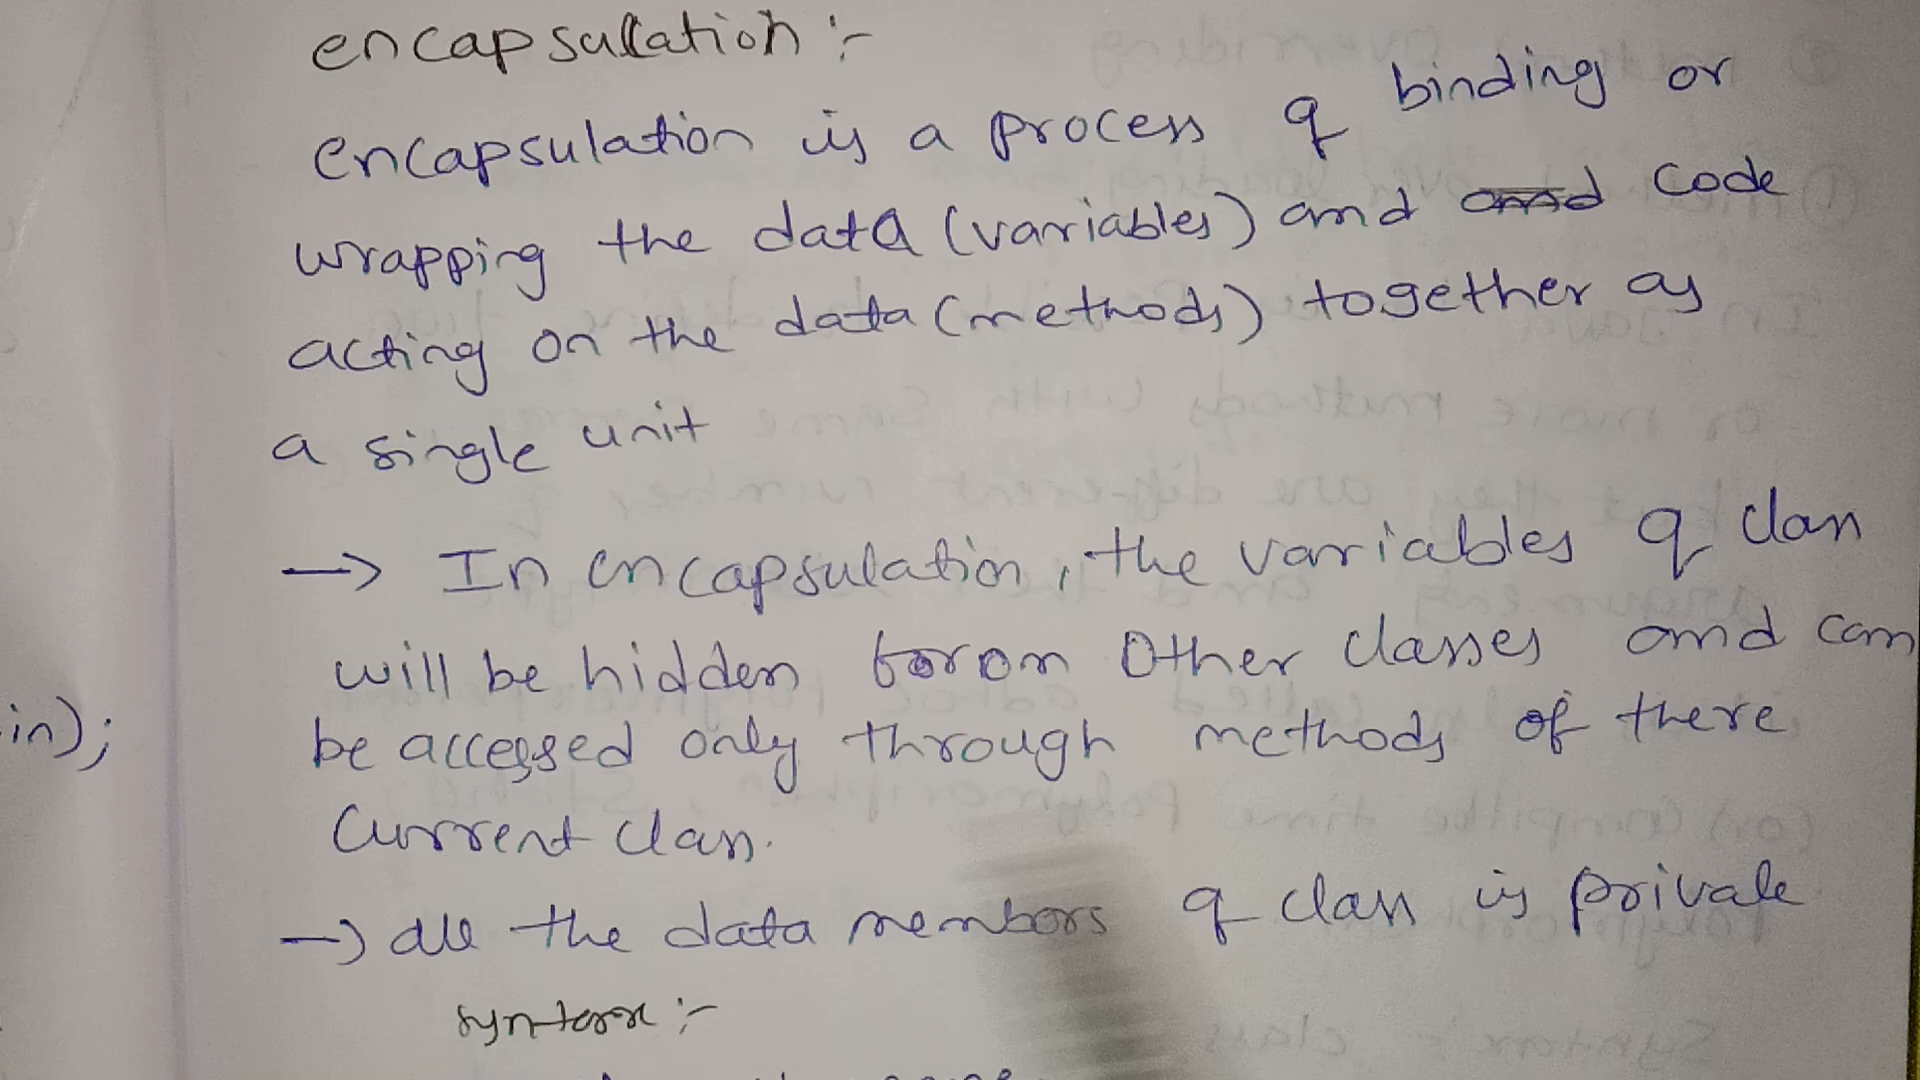 encapsulation :-
encapsulation is a process of binding or
wrapping the data (variables) and and code
acting on the data (methods) together as
a single unit
→ In encapsulation, the variables of class
will be hidden from Other classes and can
be accessed only through methods of there
in);
Current class.
→ all the data members of class is private
syntax :-